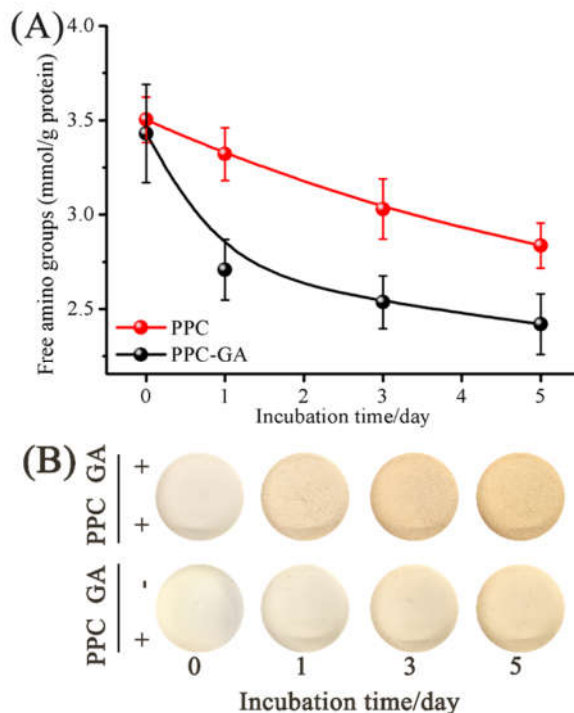 (A)
4.0
3.5
3.0
2.5
Free amino groups (mmol/g protein)
PPC
PPC-GA
0 1 2 3 4 5
Incubation time/day
(B)
PPC GA
+
+
PPC GA
-
+
0 1 3 5
Incubation time/day